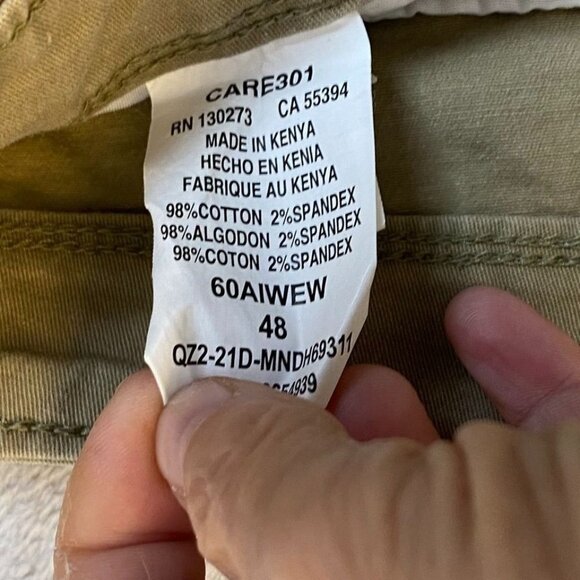 CARE301
RN 130273 CA 55394
MADE IN KENYA
HECHO EN KENIA
FABRIQUE AU KENYA
98%COTTON 2%SPANDEX
98%ALGODON 2%SPANDEX
98%COTON 2%SPANDEX
60AIWEW
48
QZ2-21D-MNDH69311